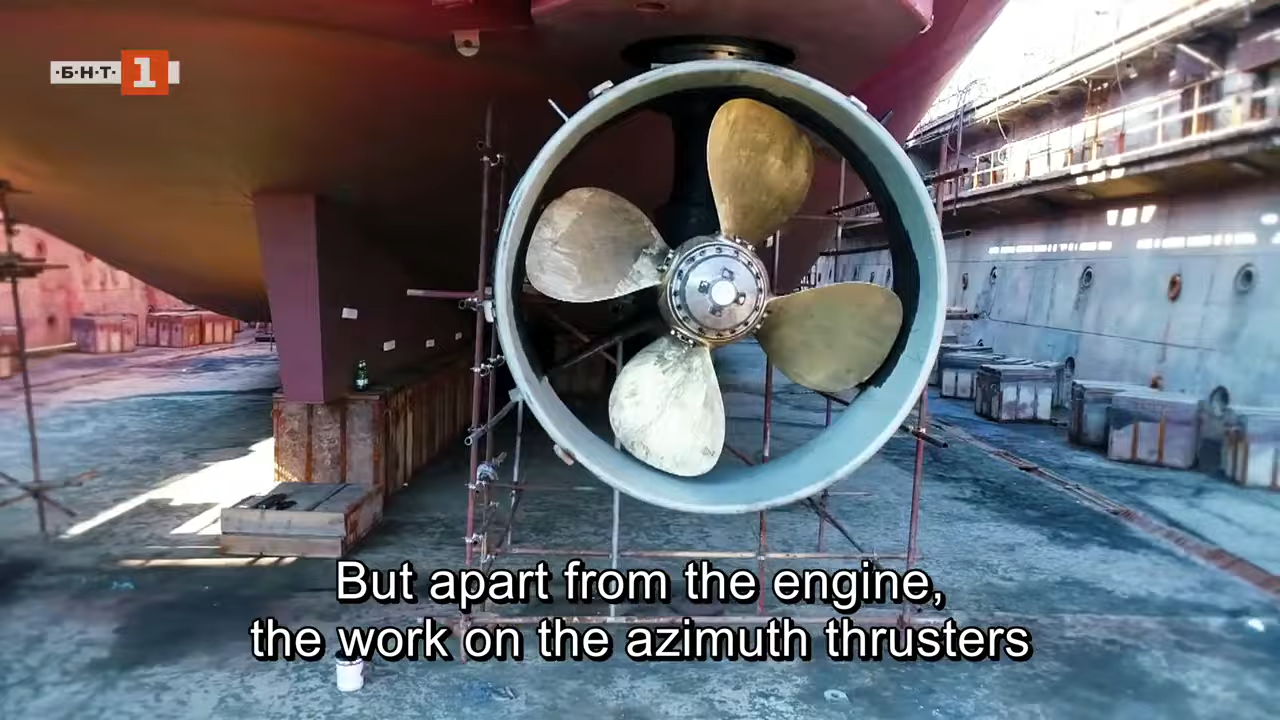 ·Б·Н·Т· 1
But apart from the engine,
the work on the azimuth thrusters